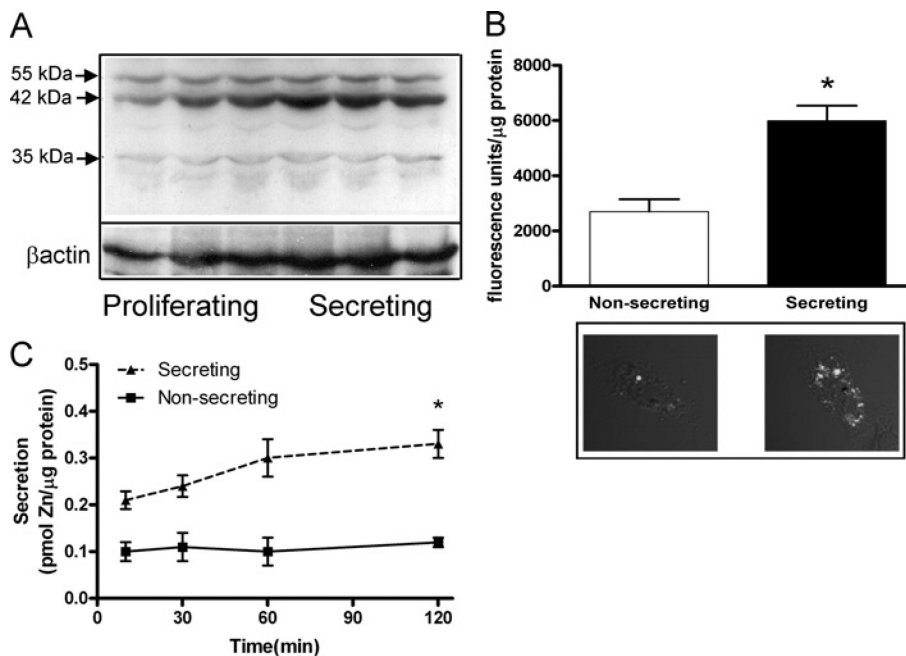 A
55 kDa
42 kDa
35 kDa
βactin
Proliferating Secreting
B
fluorescence units/µg protein
8000
6000
4000
2000
0
*
Non-secreting Secreting
C
Secretion
(pmol Zn/µg protein)
0.5
0.4
0.3
0.2
0.1
0.0
Secreting
Non-secreting
*
0 30 60 90 120
Time(min)